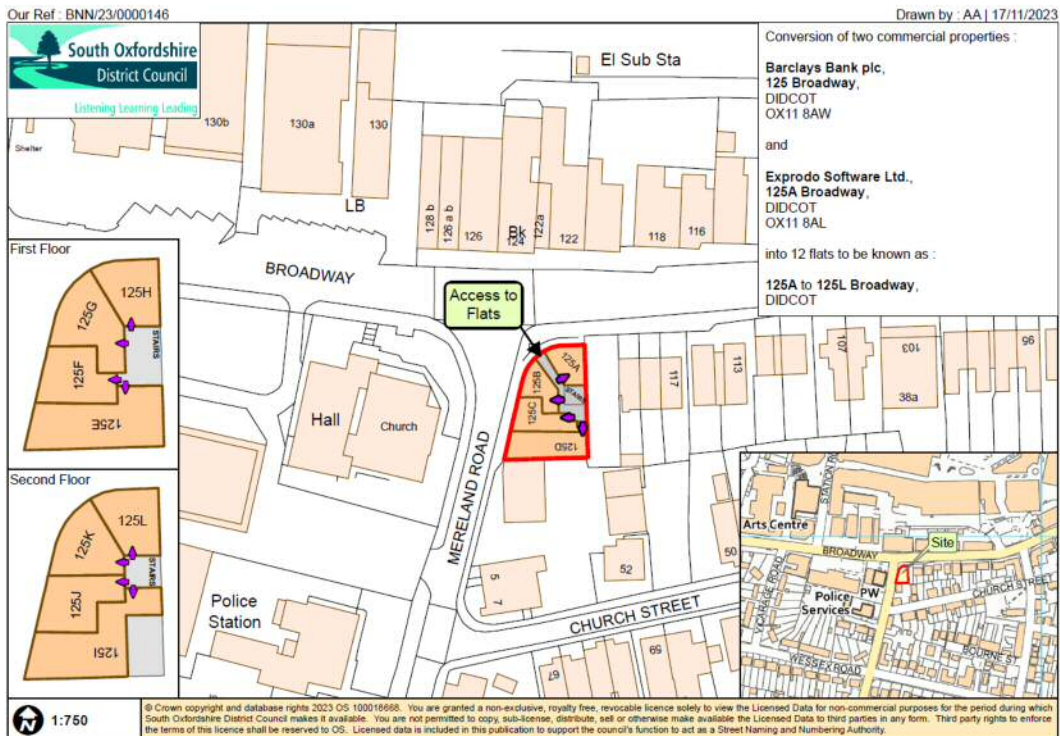 Our Ref : BNN/23/0000146
Drawn by : AA | 17/11/2023
South Oxfordshire
District Council
Listening Learning Leading
Conversion of two commercial properties :
Barclays Bank plc,
125 Broadway,
DIDCOT
OX11 8AW
and
Exprodo Software Ltd.,
125A Broadway,
DIDCOT
OX11 8AL
into 12 flats to be known as :
125A to 125L Broadway,
DIDCOT
El Sub Sta
130b
130a
130
Shelter
LB
128 b
126 a b
126
Bk
124
122a
122
118
116
BROADWAY
Access to
Flats
125A
125B
125C
125D
STAIRS
117
113
107
103
38a
95
Hall
Church
MERELAND ROAD
Police
Station
5
7
52
50
CHURCH STREET
59
67
First Floor
125H
125G
125F
125E
STAIRS
Second Floor
125L
125K
125J
125I
STAIRS
STATION RO
Arts Centre
Site
BROADWAY
VICARAGE ROAD
PW
Police
Services
CHURCH STREET
BOURNE ST
WESSEX ROAD
N
1:750
© Crown copyright and database rights 2023 OS 100018668. You are granted a non-exclusive, royalty free, revocable licence solely to view the Licensed Data for non-commercial purposes for the period during which
South Oxfordshire District Council makes it available. You are not permitted to copy, sub-license, distribute, sell or otherwise make available the Licensed Data to third parties in any form. Third party rights to enforce
the terms of this licence shall be reserved to OS. Licensed data is included in this publication to support the council's function to act as a Street Naming and Numbering Authority.